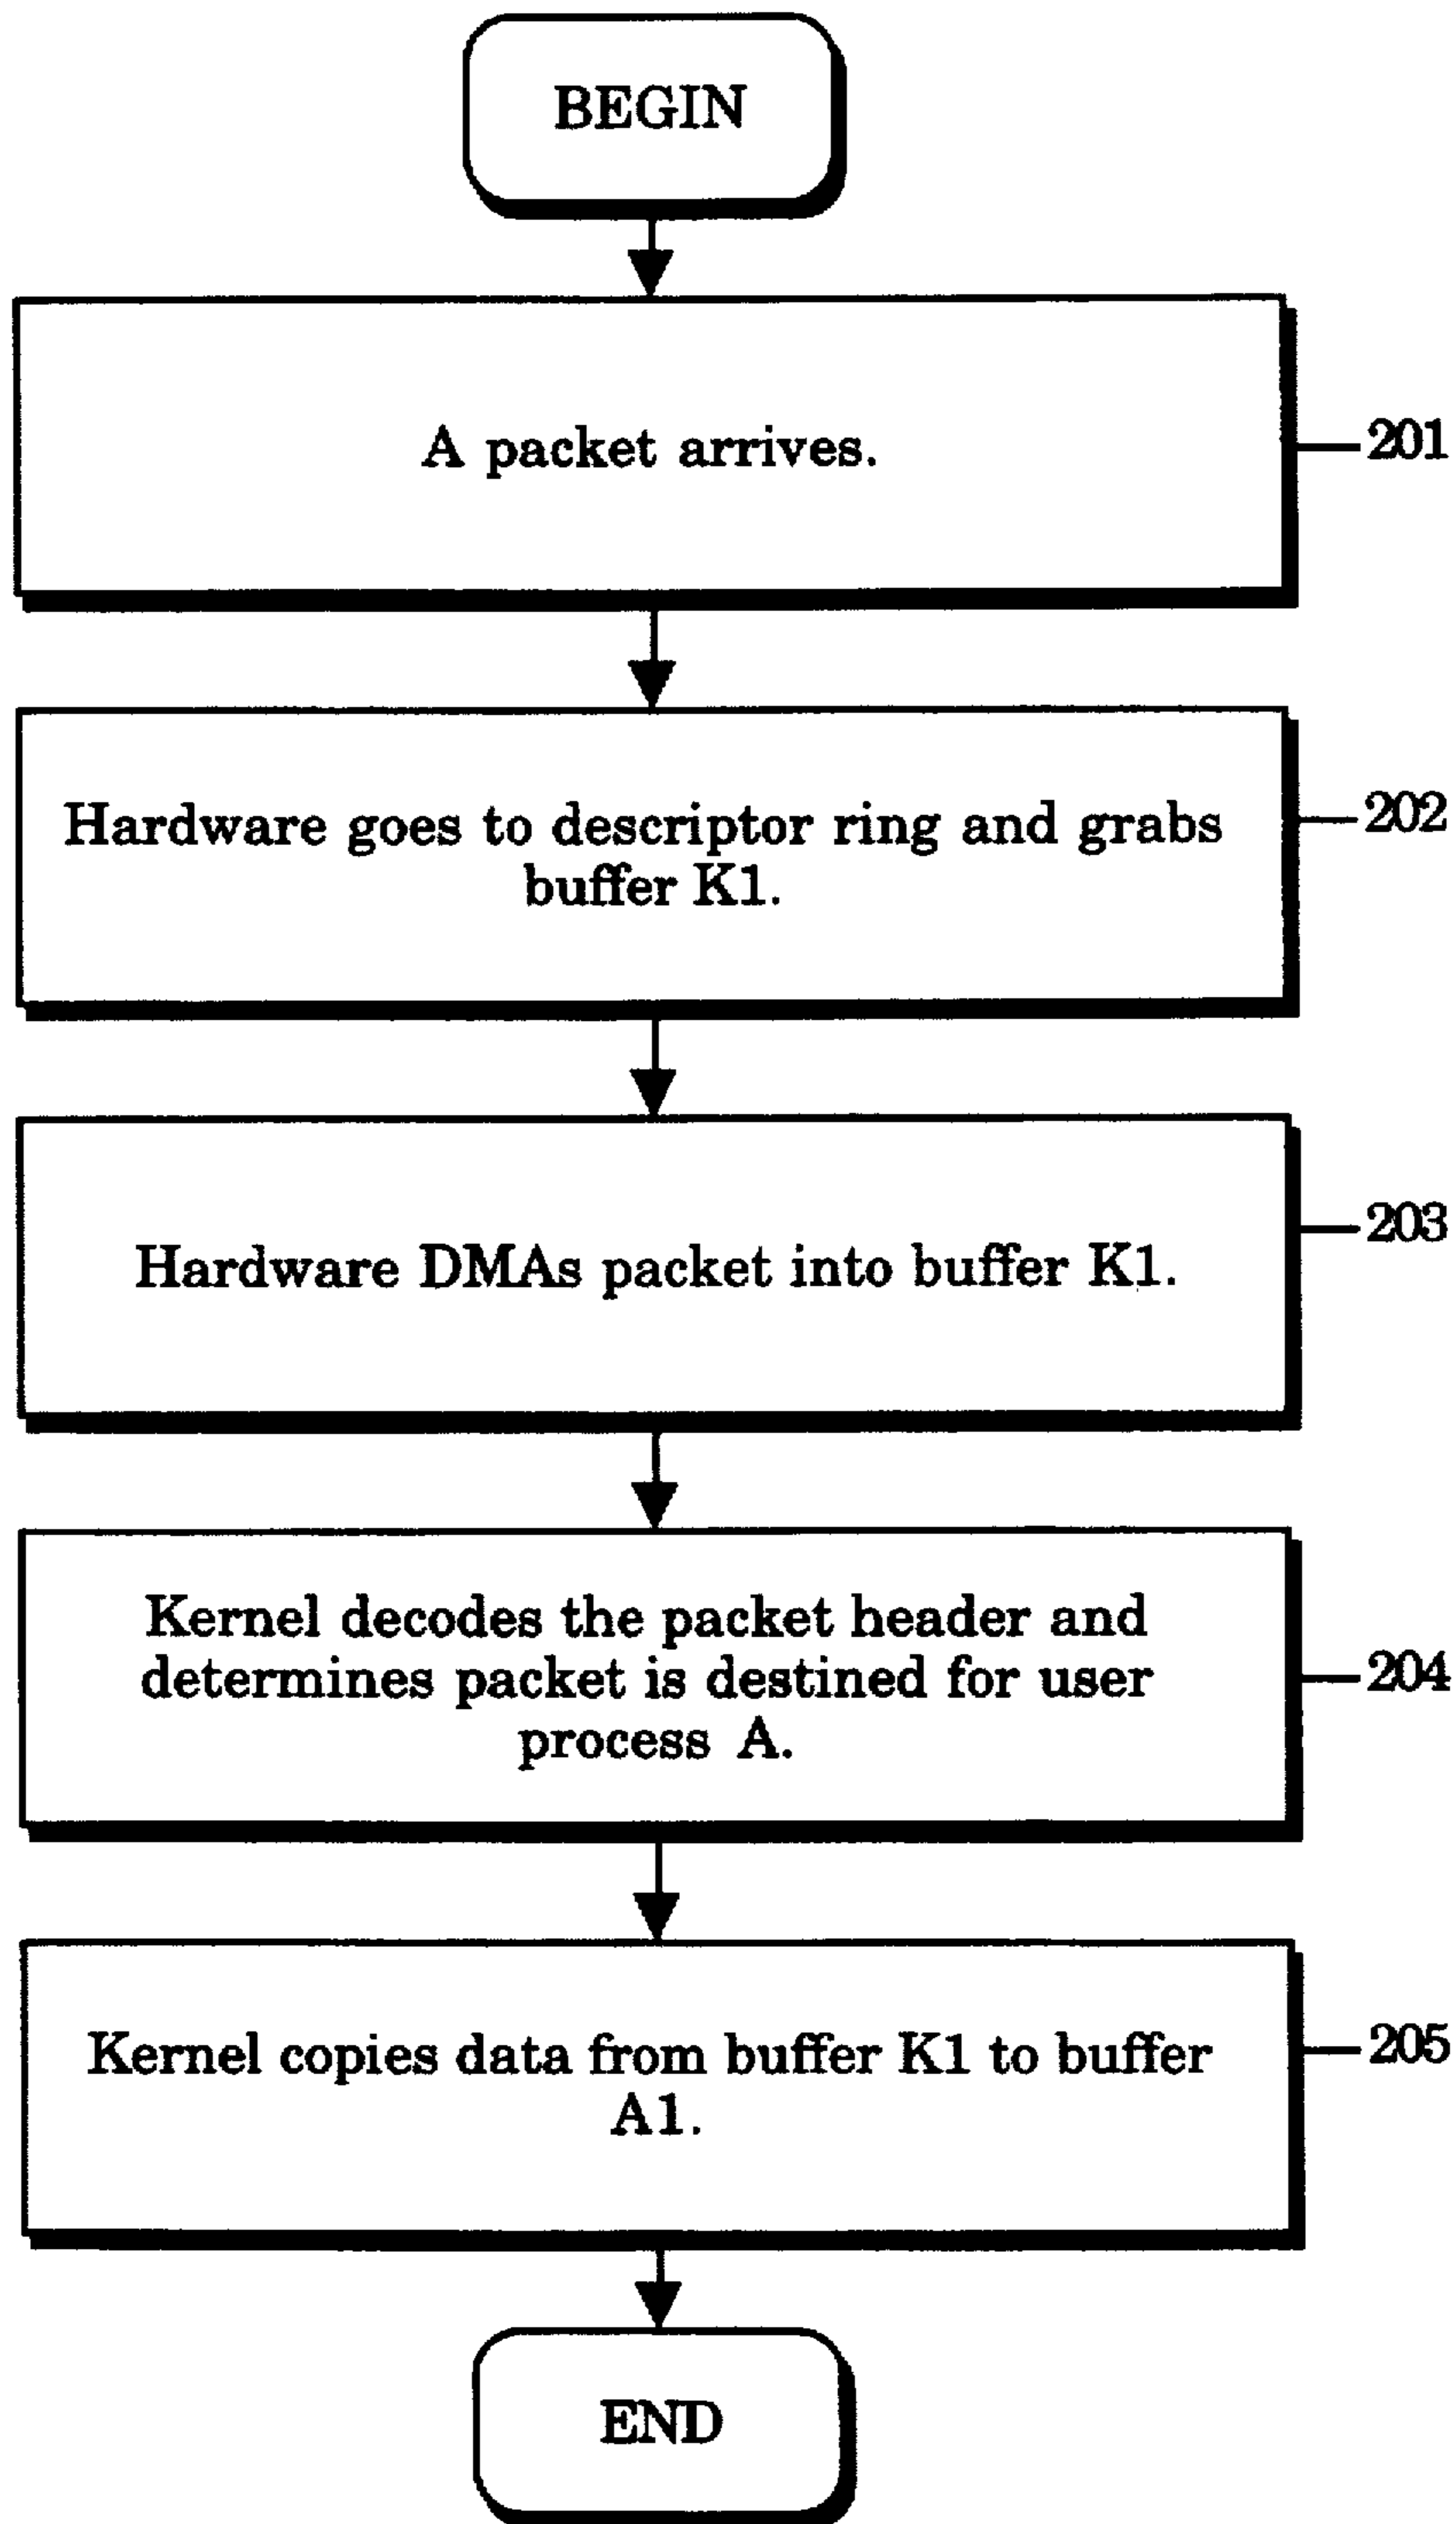 BEGIN
A packet arrives.
201
Hardware goes to descriptor ring and grabs
buffer K1.
202
Hardware DMAs packet into buffer K1.
203
Kernel decodes the packet header and
determines packet is destined for user
process A.
204
Kernel copies data from buffer K1 to buffer
A1.
205
END